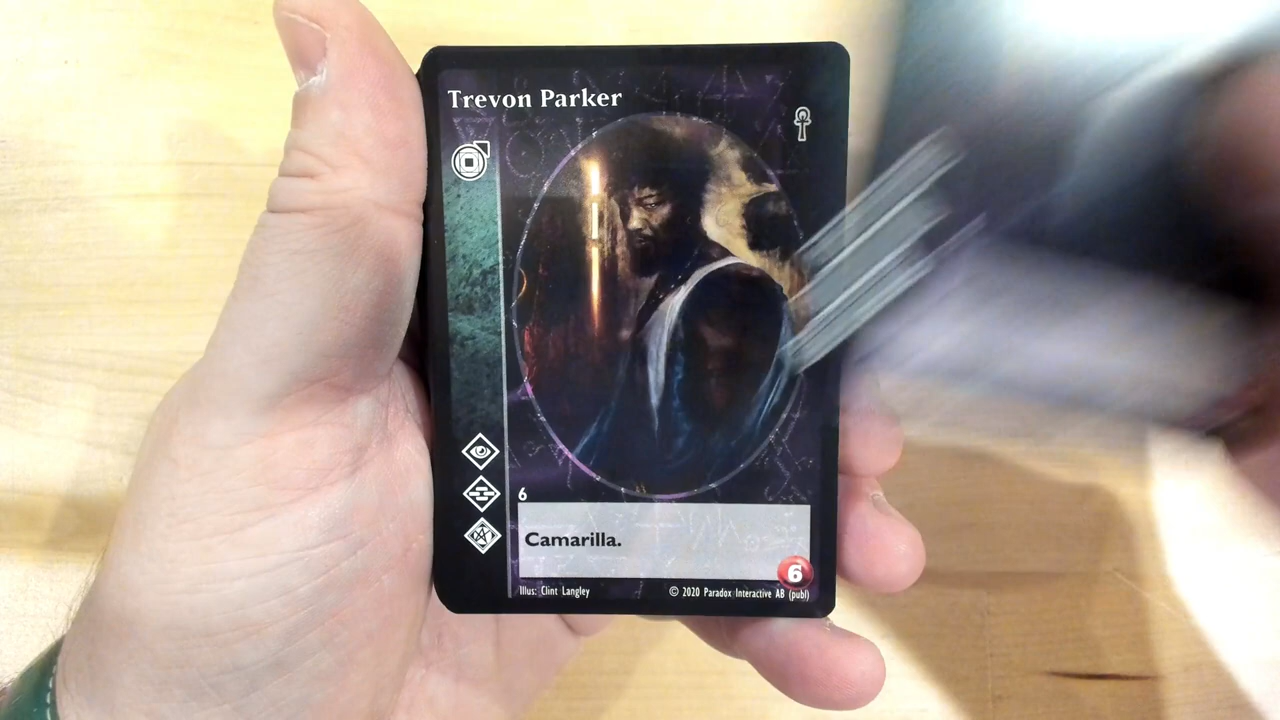 Trevon Parker
6
Camarilla.
6
Illus: Clint Langley
© 2020 Paradox Interactive AB (publ)